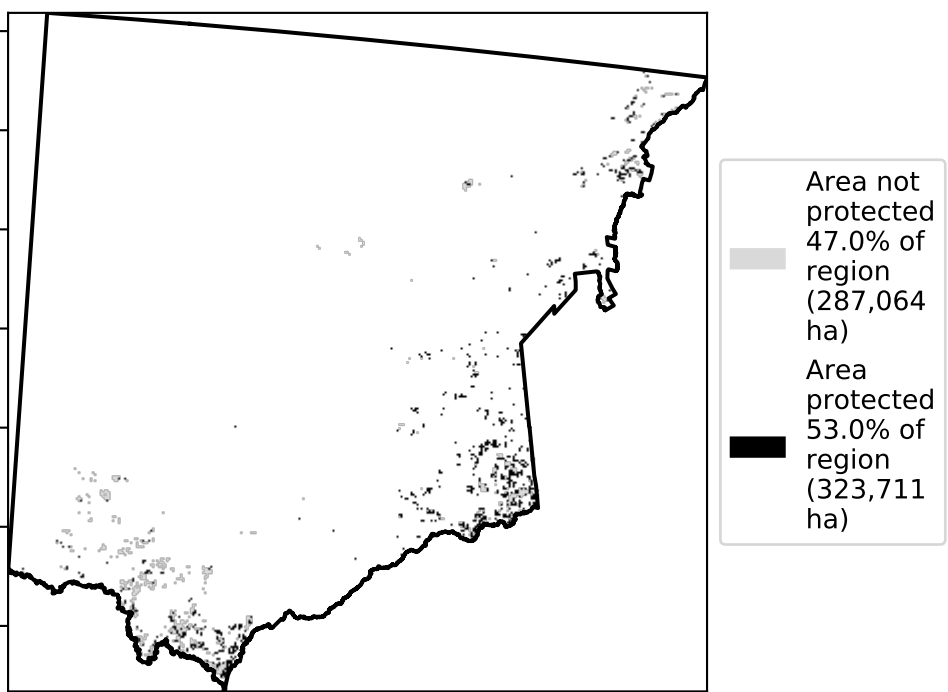 Area not
protected
47.0% of
region
(287,064
ha)
Area
protected
53.0% of
region
(323,711
ha)